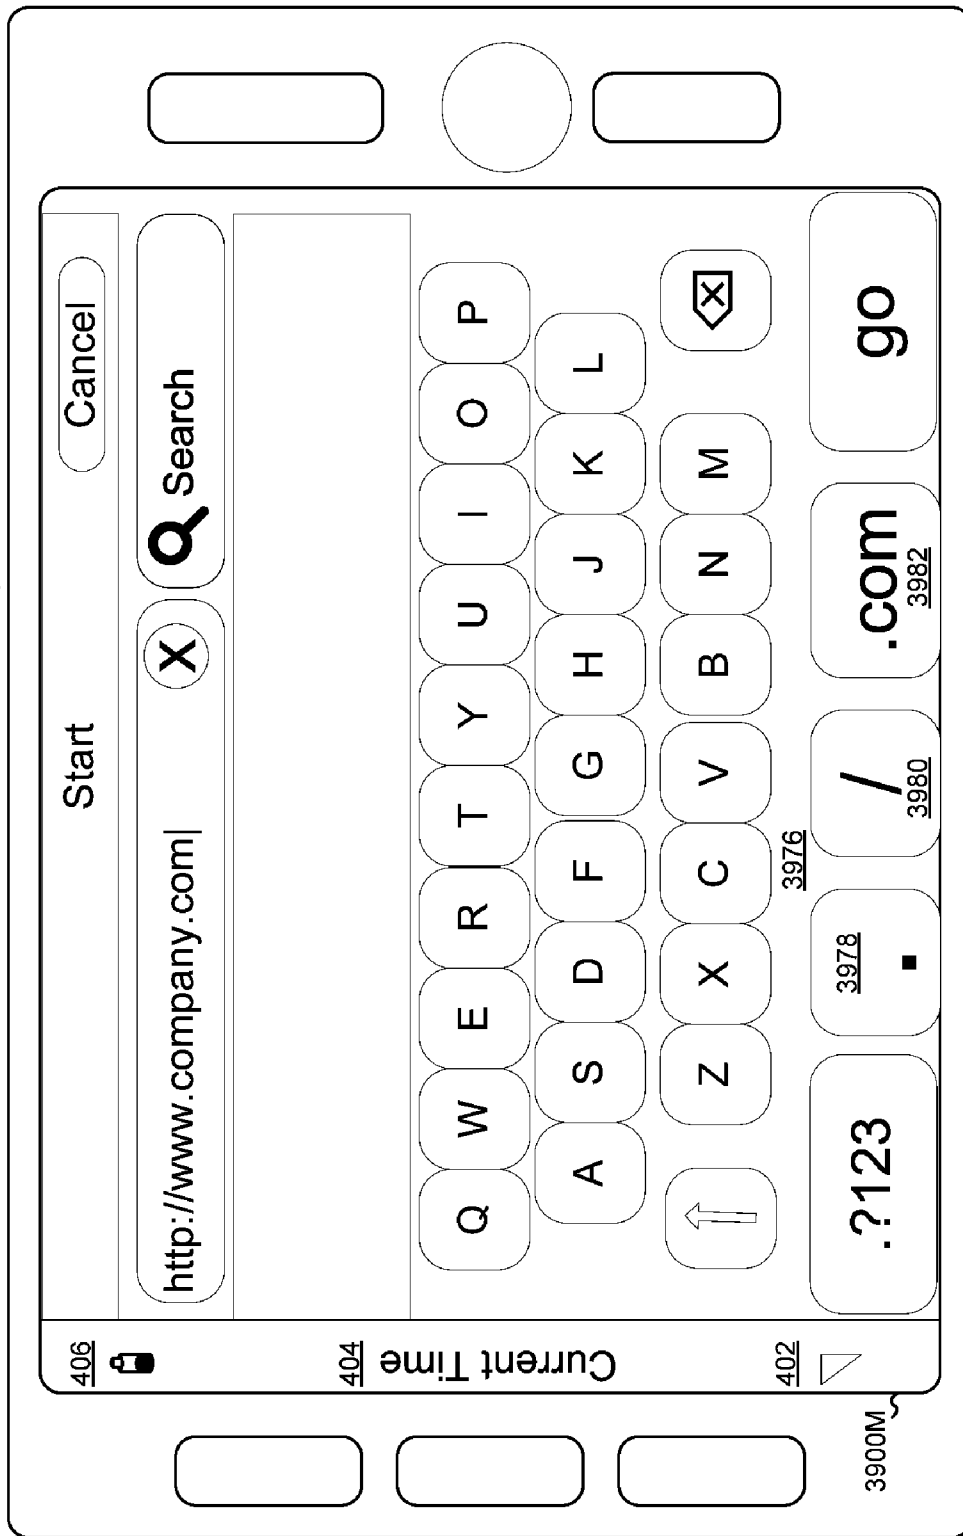 Start
Cancel
http://www.company.com|
X
Search
Q W E R T Y U I O P
A S D F G H J K L
Z X C V B N M
3976
.?123
.
3978
/
3980
.com
3982
go
406
404
Current Time
402
3900M